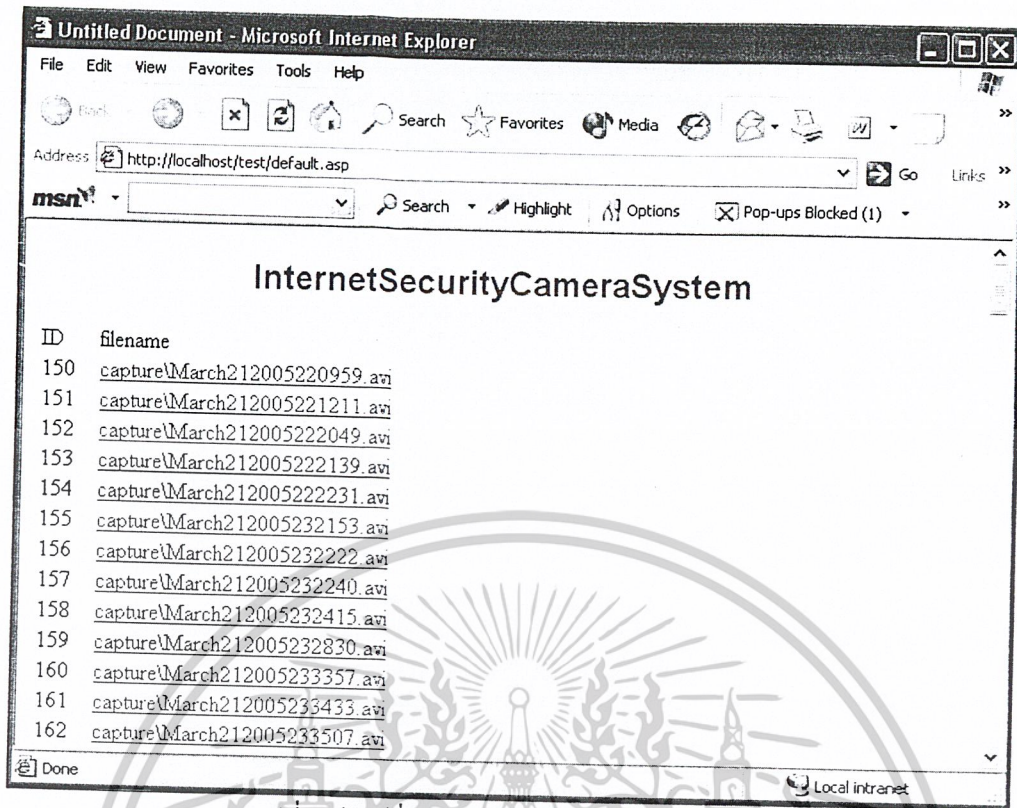 Untitled Document - Microsoft Internet Explorer
File Edit View Favorites Tools Help
Back Search Favorites Media
Address http://localhost/test/default.asp Go Links »
msn Search Highlight Options Pop-ups Blocked (1) »
InternetSecurityCameraSystem
ID filename
150 capture\March212005220959.avi
151 capture\March212005221211.avi
152 capture\March212005222049.avi
153 capture\March212005222139.avi
154 capture\March212005222231.avi
155 capture\March212005232153.avi
156 capture\March212005232222.avi
157 capture\March212005232240.avi
158 capture\March212005232415.avi
159 capture\March212005232830.avi
160 capture\March212005233357.avi
161 capture\March212005233433.avi
162 capture\March212005233507.avi
Done Local intranet